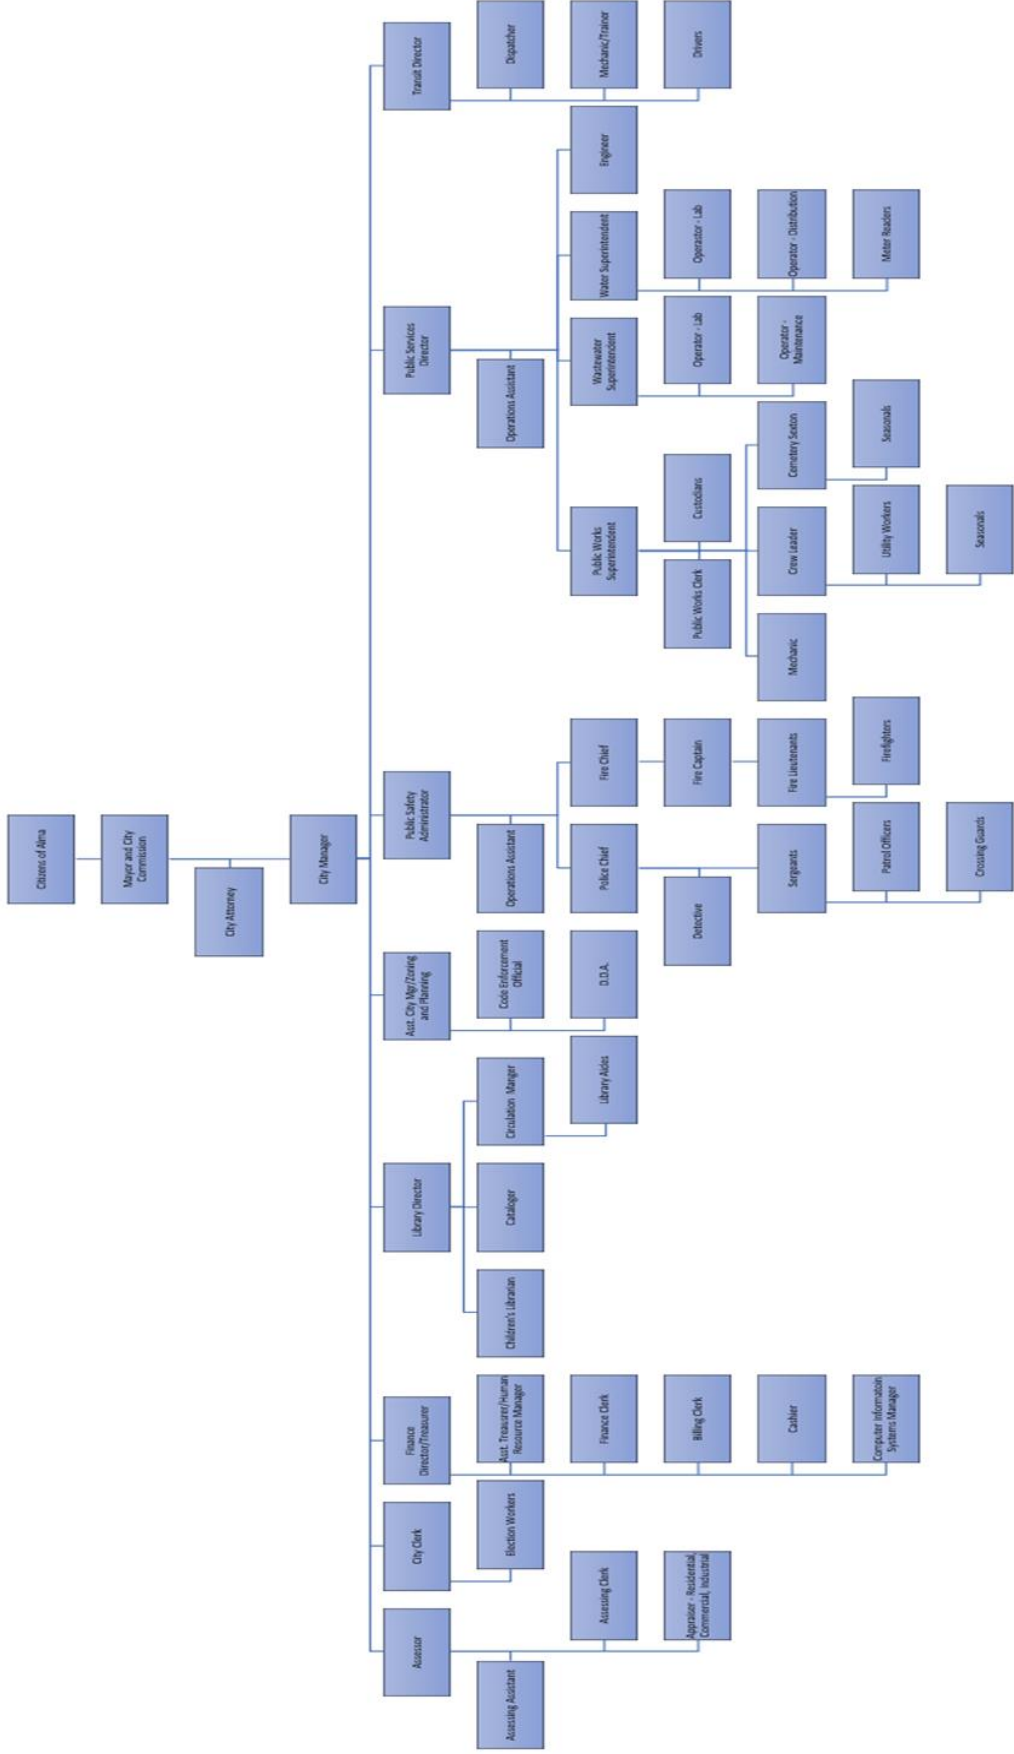 Citizens of Alma
Mayor and City
Commission
City Attorney
City Manager
Assessor
City Clerk
Finance
Director/Treasurer
Library Director
Asst. City Mgr/Zoning
and Planning
Public Safety
Administrator
Public Services
Director
Transit Director
Assessing Assistant
Election Workers
Asst. Treausrer/Human
Resource Manager
Children's Librarian
Cataloger
Circulation Manger
Code Enforcement
Official
Operations Assistant
Operations Assistant
Dispatcher
Assessing Clerk
Finance Clerk
Library Aides
D.D.A.
Police Chief
Fire Chief
Public Works
Superintendent
Wastewater
Superintendent
Water Superintendent
Engineer
Mechanic/Trainer
Appraiser - Residential,
Commercial, Industrial
Billing Clerk
Detective
Fire Captain
Public Works Clerk
Custodians
Operator - Lab
Operastor - Lab
Drivers
Cashier
Sergeants
Fire Lieutenants
Mechanic
Crew Leader
Cemetery Sexton
Operator -
Maintenance
Operator - Distribution
Computer Informatoin
Systems Manager
Patrol Officers
Firefighters
Utility Workers
Seasonals
Meter Readers
Crossing Guards
Seasonals